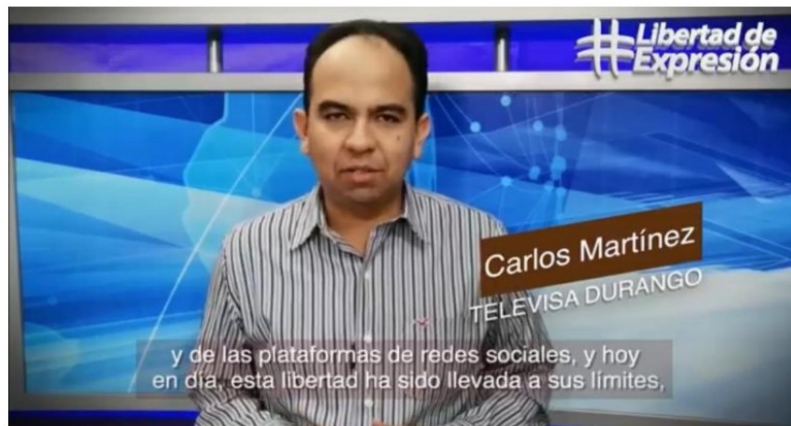 #Libertad de
Expresión
Carlos Martínez
TELEVISA DURANGO
y de las plataformas de redes sociales, y hoy
en día, esta libertad ha sido llevada a sus límites,